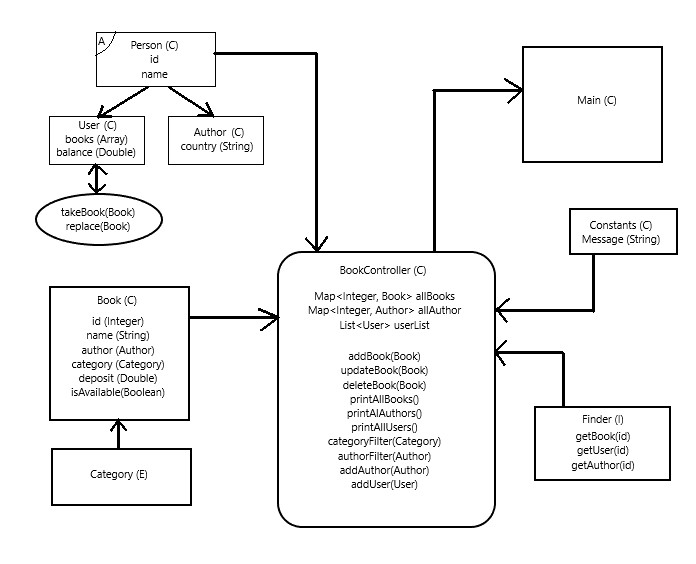 A
Person (C)
id
name
User (C)
books (Array)
balance (Double)
Author (C)
country (String)
takeBook(Book)
replace(Book)
Main (C)
Constants (C)
Message (String)
BookController (C)
Map<Integer, Book> allBooks
Map<Integer, Author> allAuthor
List<User> userList
addBook(Book)
updateBook(Book)
deleteBook(Book)
printAllBooks()
printAlAuthors()
printAllUsers()
categoryFilter(Category)
authorFilter(Author)
addAuthor(Author)
addUser(User)
Book (C)
id (Integer)
name (String)
author (Author)
category (Category)
deposit (Double)
isAvailable(Boolean)
Category (E)
Finder (I)
getBook(id)
getUser(id)
getAuthor(id)